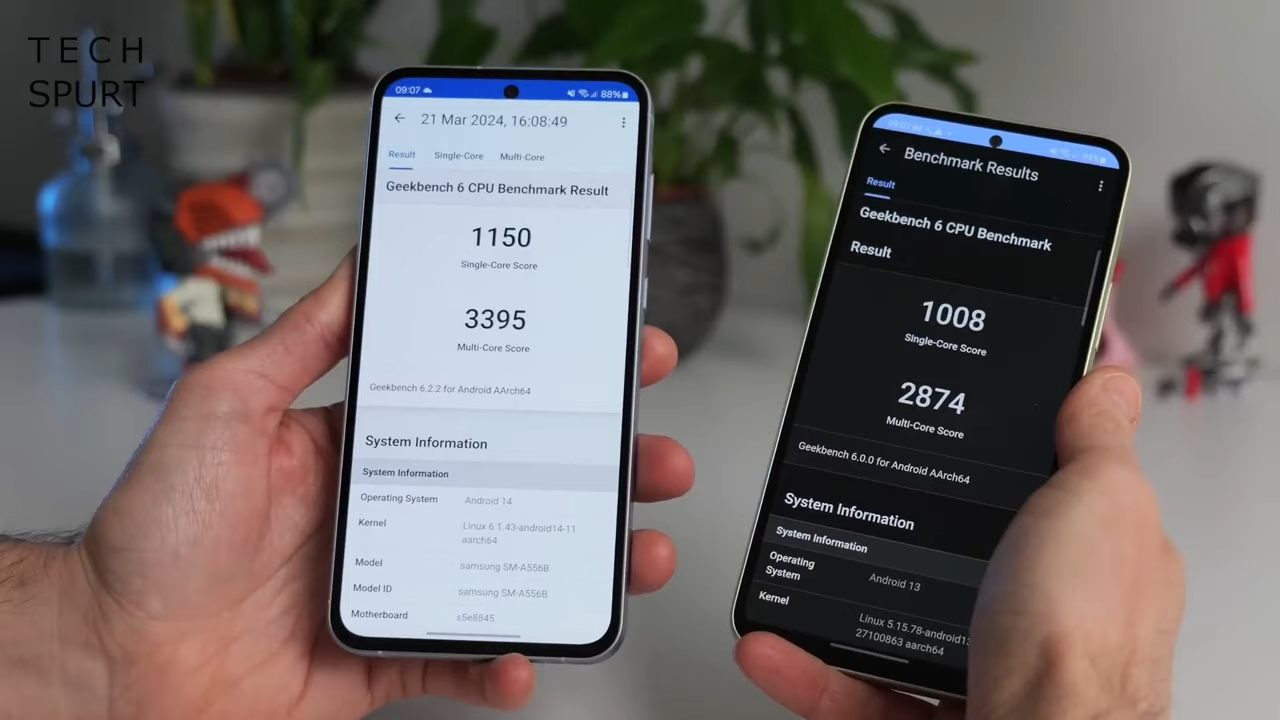 TECH
SPURT
09:07
88%
21 Mar 2024, 16:08:49
Result Single-Core Multi-Core
Geekbench 6 CPU Benchmark Result
1150
Single-Core Score
3395
Multi-Core Score
Geekbench 6.2.2 for Android AArch64
System Information
System Information
Operating System Android 14
Kernel Linux 6.1.43-android14-11
aarch64
Model samsung SM-A556B
Model ID samsung SM-A556B
Motherboard s5e8845
Benchmark Results
Result
Geekbench 6 CPU Benchmark
Result
1008
Single-Core Score
2874
Multi-Core Score
Geekbench 6.0.0 for Android AArch64
System Information
System Information
Operating
System
Android 13
Kernel
Linux 5.15.78-android13
27100863 aarch64